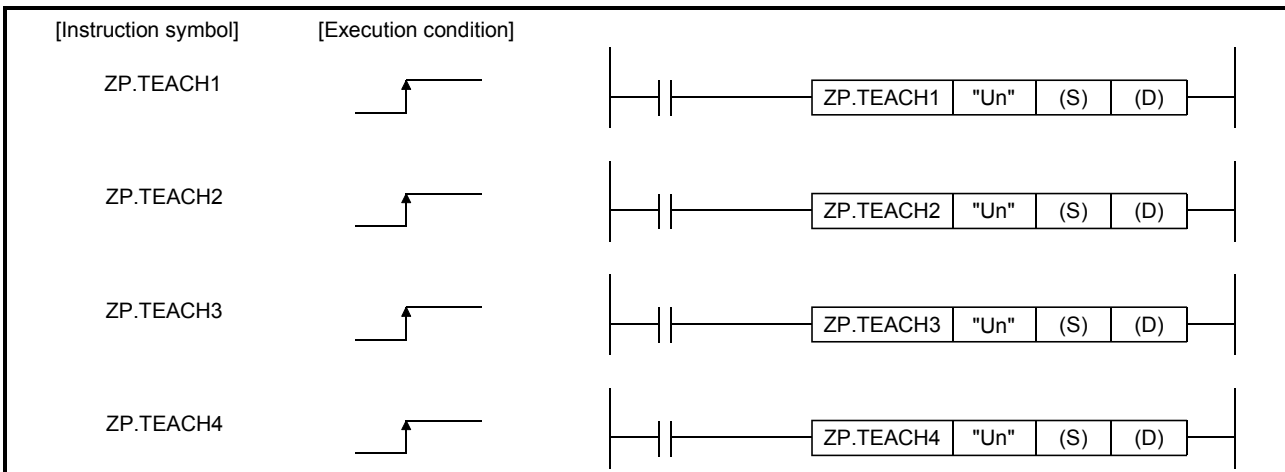 [Instruction symbol] [Execution condition]
ZP.TEACH1 ZP.TEACH1 "Un" (S) (D)
ZP.TEACH2 ZP.TEACH2 "Un" (S) (D)
ZP.TEACH3 ZP.TEACH3 "Un" (S) (D)
ZP.TEACH4 ZP.TEACH4 "Un" (S) (D)